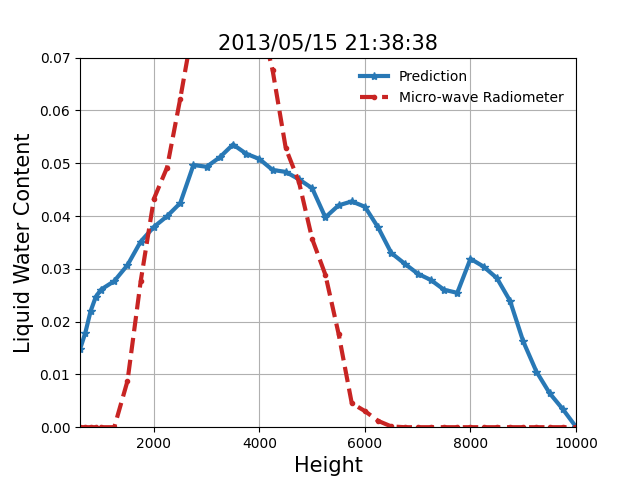 2013/05/15 21:38:38
Prediction
Micro-wave Radiometer
Liquid Water Content
0.07
0.06
0.05
0.04
0.03
0.02
0.01
0.00
2000 4000 6000 8000 10000
Height